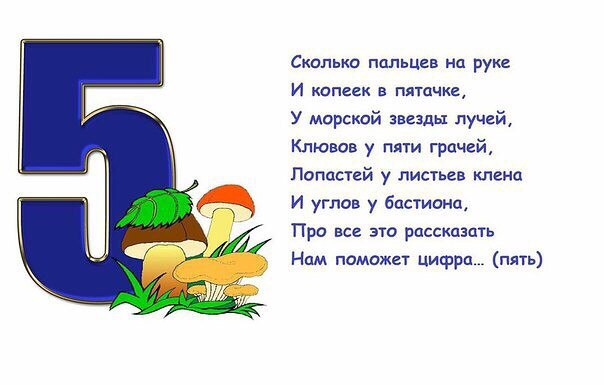 5
Сколько пальцев на руке
И копеек в пятачке,
У морской звезды лучей,
Клювов у пяти грачей,
Лопастей у листьев клена
И углов у бастиона,
Про все это рассказать
Нам поможет цифра... (пять)